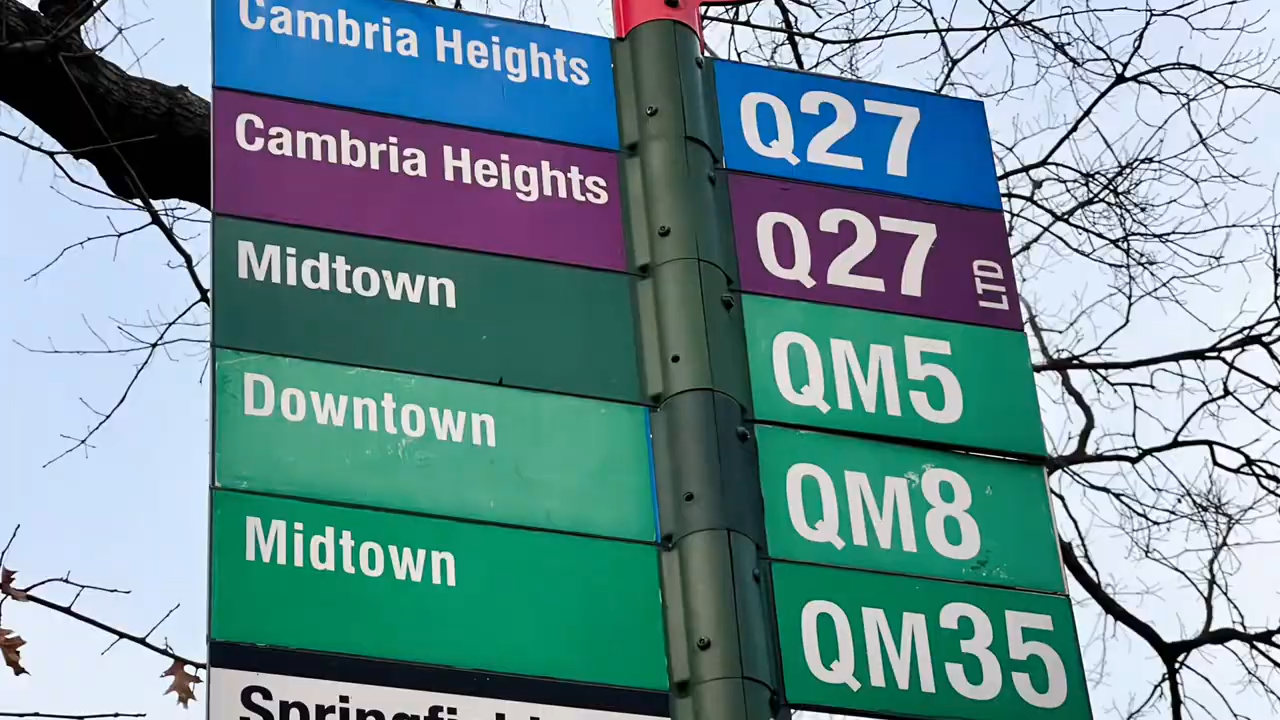 Cambria Heights Q27
Cambria Heights Q27 LTD
Midtown QM5
Downtown QM8
Midtown QM35